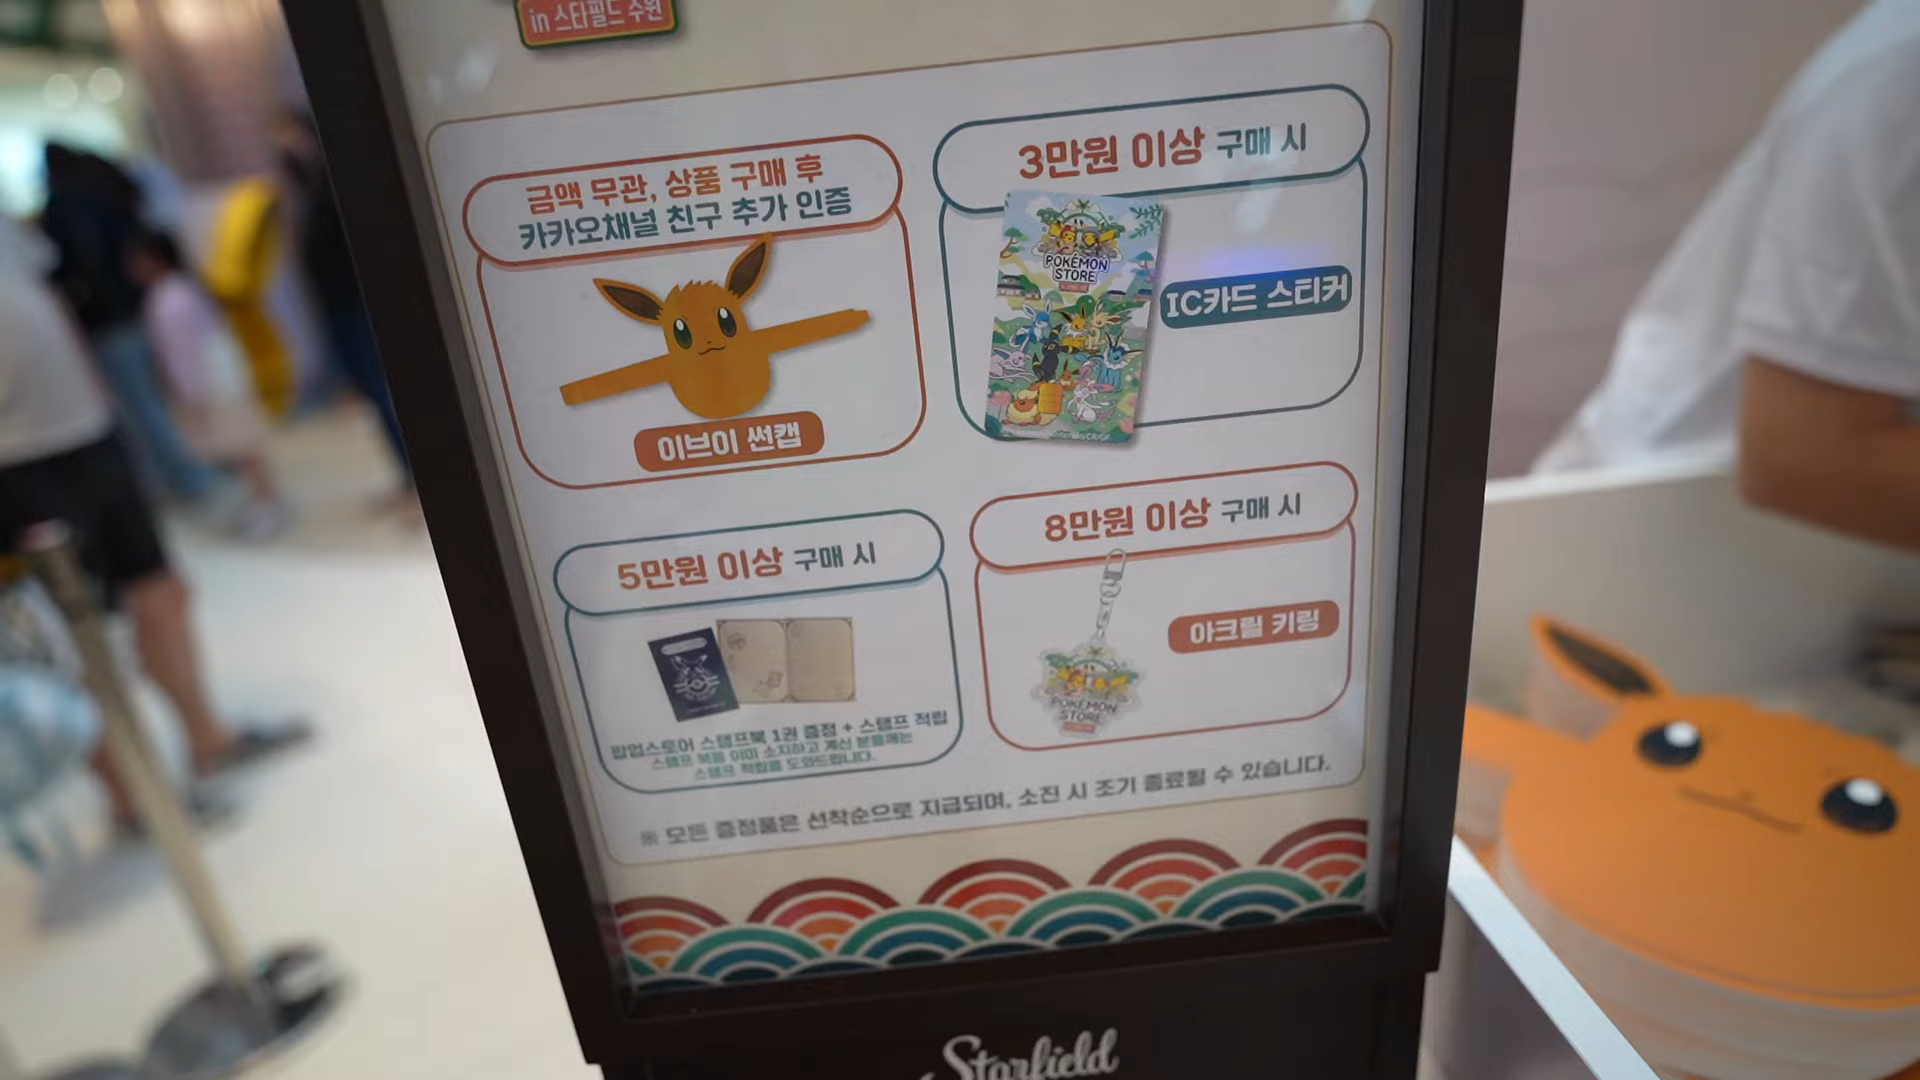 in 스타필드 수원
금액 무관, 상품 구매 후
카카오채널 친구 추가 인증
이브이 썬캡
3만원 이상 구매 시
POKÉMON
STORE
IC카드 스티커
5만원 이상 구매 시
팝업스토어 스탬프북 1권 증정 + 스탬프 적립
스탬프 북을 이미 소지하고 계신 분들께는
스탬프 적립을 도와드립니다.
8만원 이상 구매 시
POKÉMON
STORE
아크릴 키링
※ 모든 증정품은 선착순으로 지급되며, 소진 시 조기 종료될 수 있습니다.
Starfield